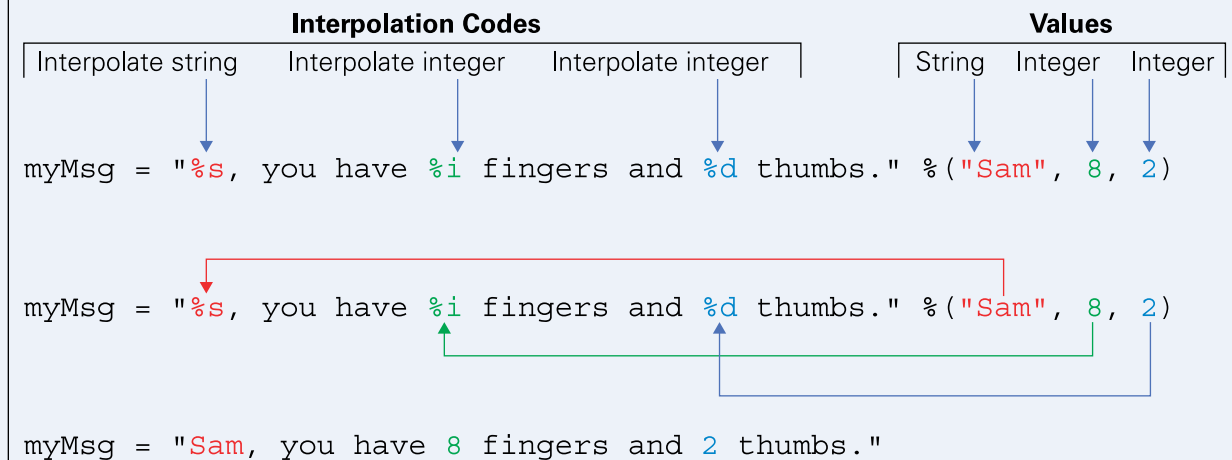 Interpolation Codes Values
Interpolate string Interpolate integer Interpolate integer String Integer Integer
myMsg = "%s, you have %i fingers and %d thumbs." %("Sam", 8, 2)
myMsg = "%s, you have %i fingers and %d thumbs." %("Sam", 8, 2)
myMsg = "Sam, you have 8 fingers and 2 thumbs."